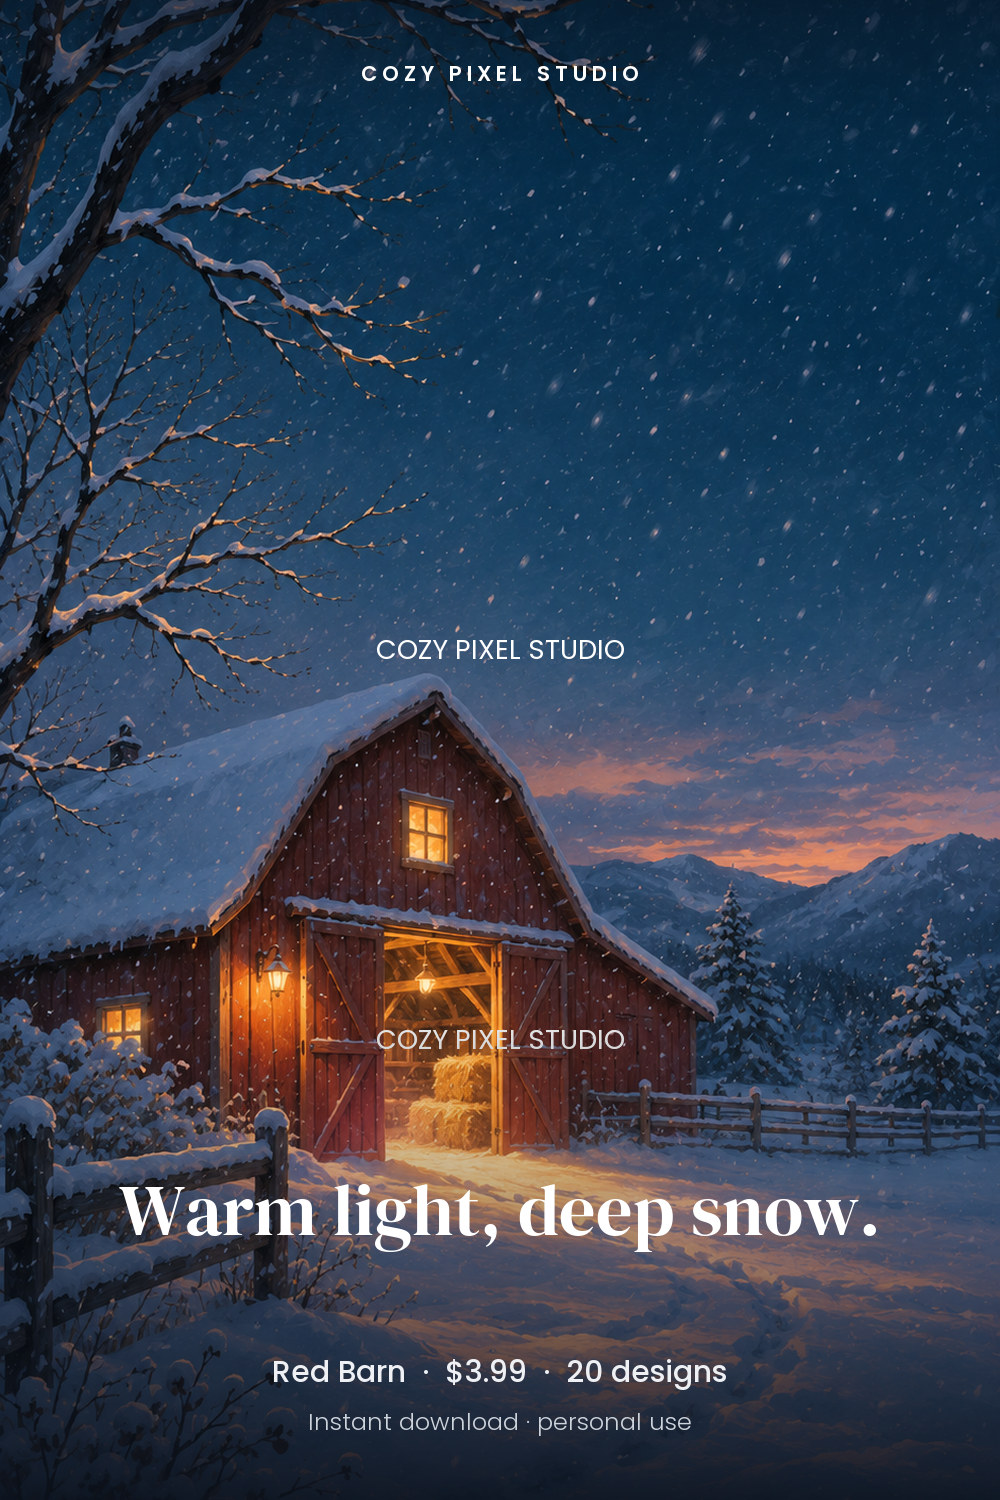 COZY PIXEL STUDIO
COZY PIXEL STUDIO
COZY PIXEL STUDIO
Warm light, deep snow.
Red Barn · $3.99 · 20 designs
Instant download · personal use